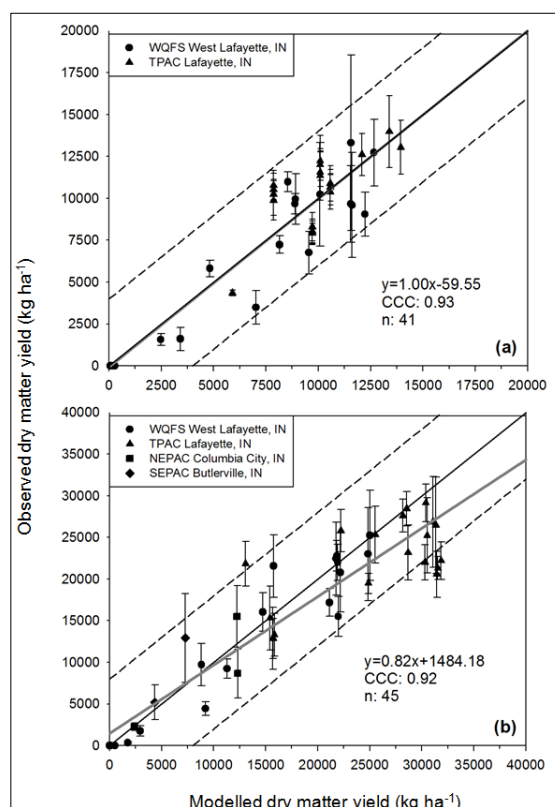 Observed dry matter yield (kg ha⁻¹)
20000
17500
15000
12500
10000
7500
5000
2500
0
WQFS West Lafayette, IN
TPAC Lafayette, IN
y=1.00x-59.55
CCC: 0.93
n: 41
(a)
0 2500 5000 7500 10000 12500 15000 17500 20000
40000
35000
30000
25000
20000
15000
10000
5000
0
WQFS West Lafayette, IN
TPAC Lafayette, IN
NEPAC Columbia City, IN
SEPAC Butlerville, IN
y=0.82x+1484.18
CCC: 0.92
n: 45
(b)
0 5000 10000 15000 20000 25000 30000 35000 40000
Modelled dry matter yield (kg ha⁻¹)